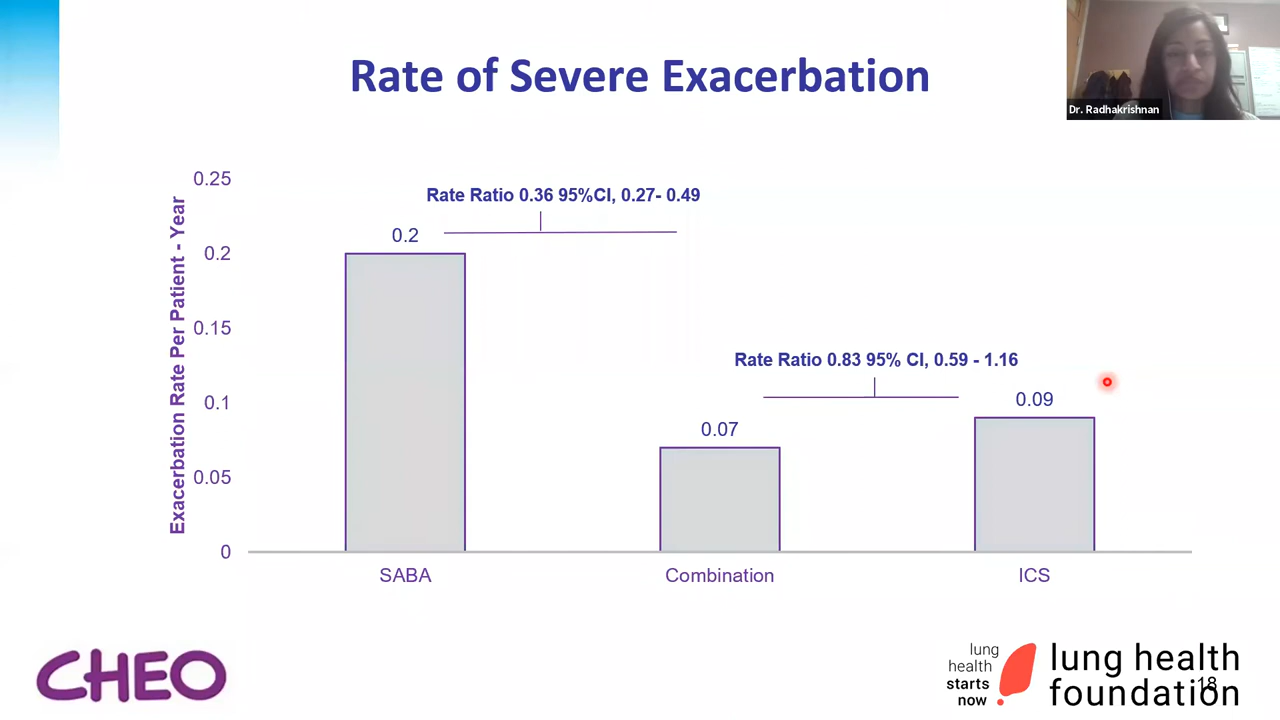 Rate of Severe Exacerbation
Dr. Radhakrishnan
Exacerbation Rate Per Patient - Year
0.25
0.2
0.15
0.1
0.05
0
Rate Ratio 0.36 95%CI, 0.27- 0.49
0.2
Rate Ratio 0.83 95% CI, 0.59 - 1.16
0.07
0.09
SABA
Combination
ICS
CHEO
lung
health
starts
now
lung health
foundation
18